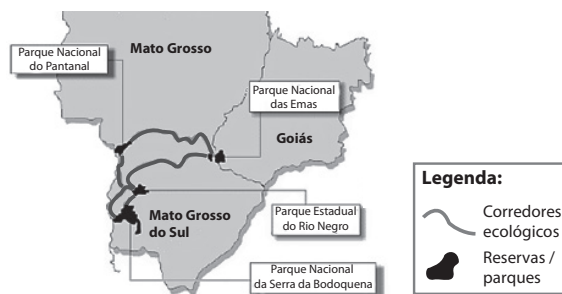 Mato Grosso
Parque Nacional
do Pantanal
Parque Nacional
das Emas
Goiás
Mato Grosso
do Sul
Parque Estadual
do Rio Negro
Parque Nacional
da Serra da Bodoquena
Legenda:
Corredores
ecológicos
Reservas /
parques